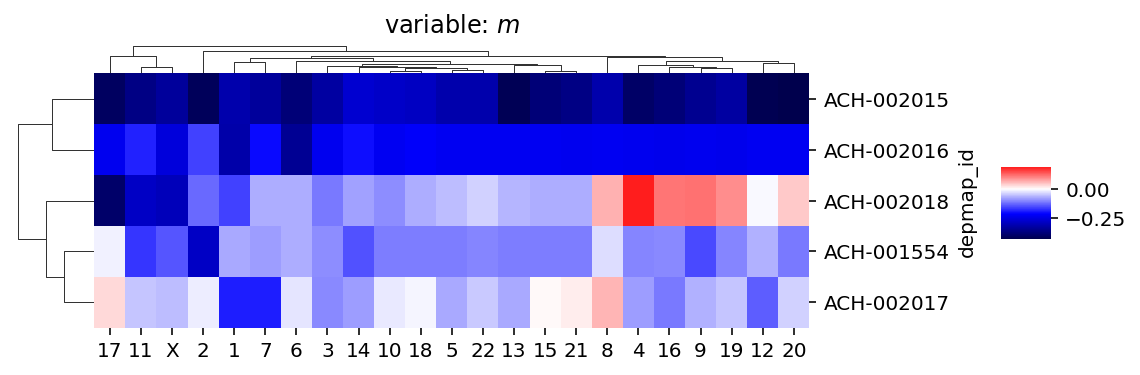 variable: m
ACH-002015
ACH-002016
ACH-002018
ACH-001554
ACH-002017
depmap_id
0.00
−0.25
17 11 X 2 1 7 6 3 14 10 18 5 22 13 15 21 8 4 16 9 19 12 20